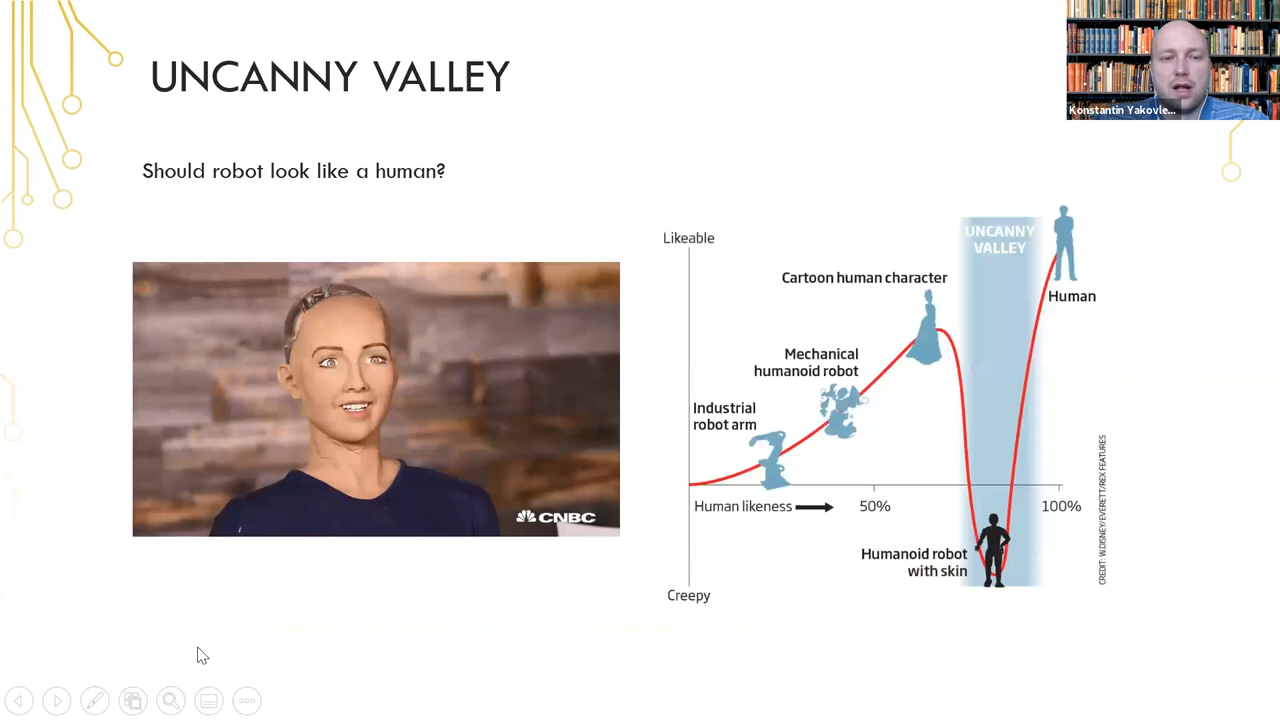 UNCANNY VALLEY
Konstantin Yakovle...
Should robot look like a human?
CNBC
Likeable
UNCANNY
VALLEY
Cartoon human character
Human
Mechanical
humanoid robot
Industrial
robot arm
Human likeness
50%
100%
Humanoid robot
with skin
Creepy
CREDIT: W.DISNEY/EVERETT/REX FEATURES